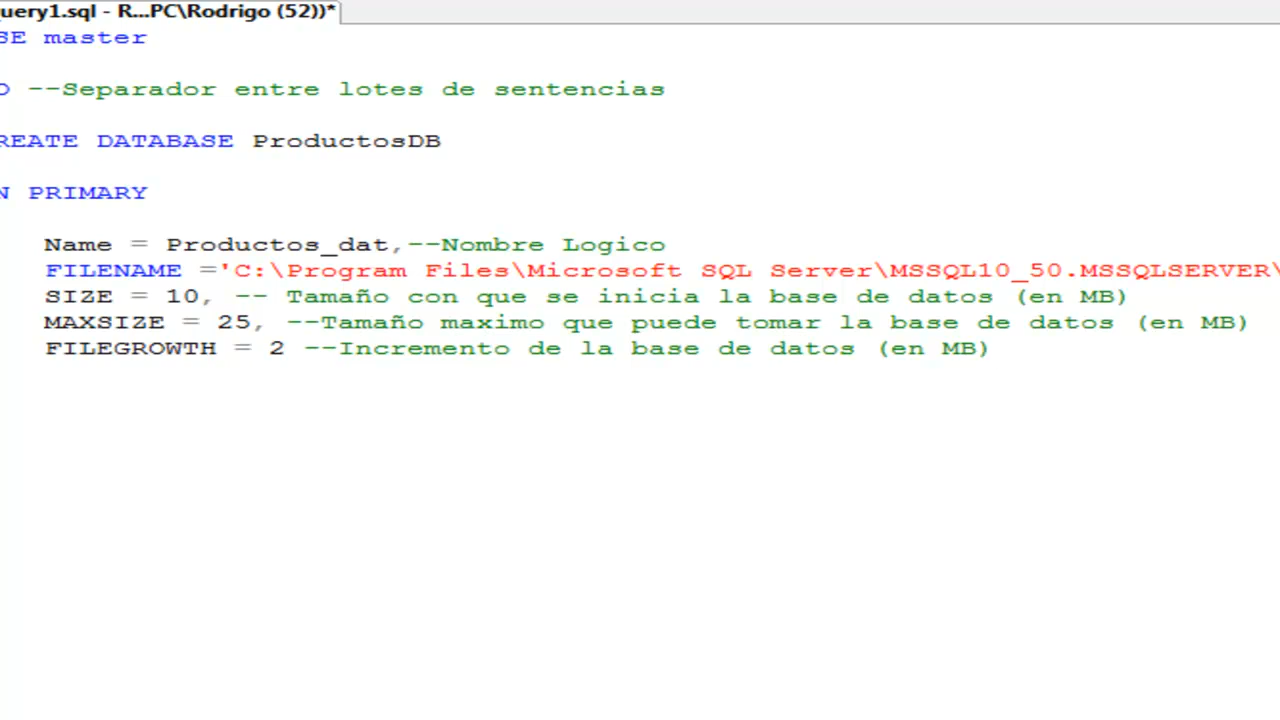 uery1.sql - R...PC\Rodrigo (52))*
SE master
O --Separador entre lotes de sentencias
REATE DATABASE ProductosDB
N PRIMARY
Name = Productos_dat,--Nombre Logico
FILENAME ='C:\Program Files\Microsoft SQL Server\MSSQL10_50.MSSQLSERVER\
SIZE = 10, -- Tamaño con que se inicia la base de datos (en MB)
MAXSIZE = 25, --Tamaño maximo que puede tomar la base de datos (en MB)
FILEGROWTH = 2 --Incremento de la base de datos (en MB)